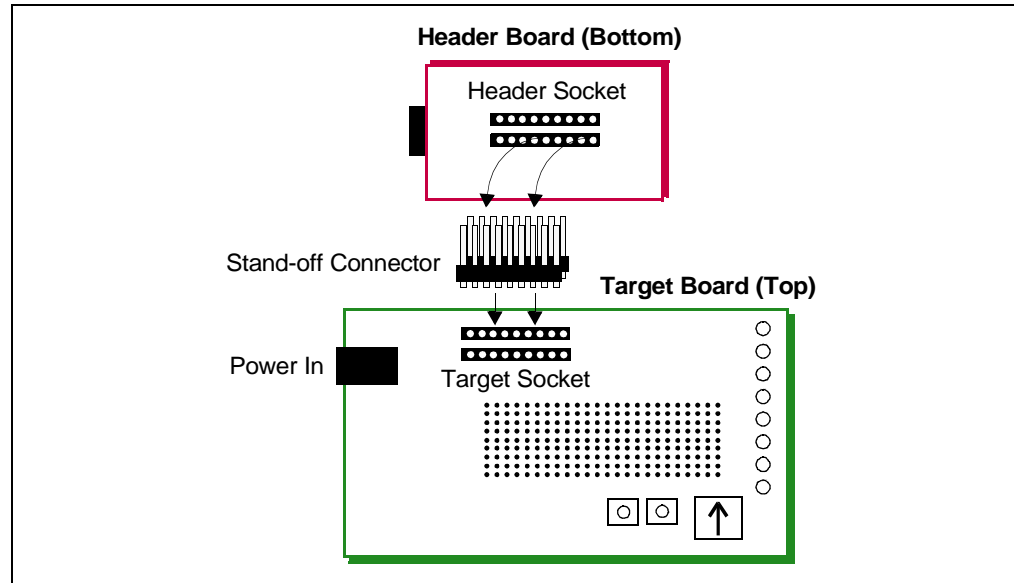 Header Board (Bottom)
Header Socket
Stand-off Connector
Target Board (Top)
Power In
Target Socket